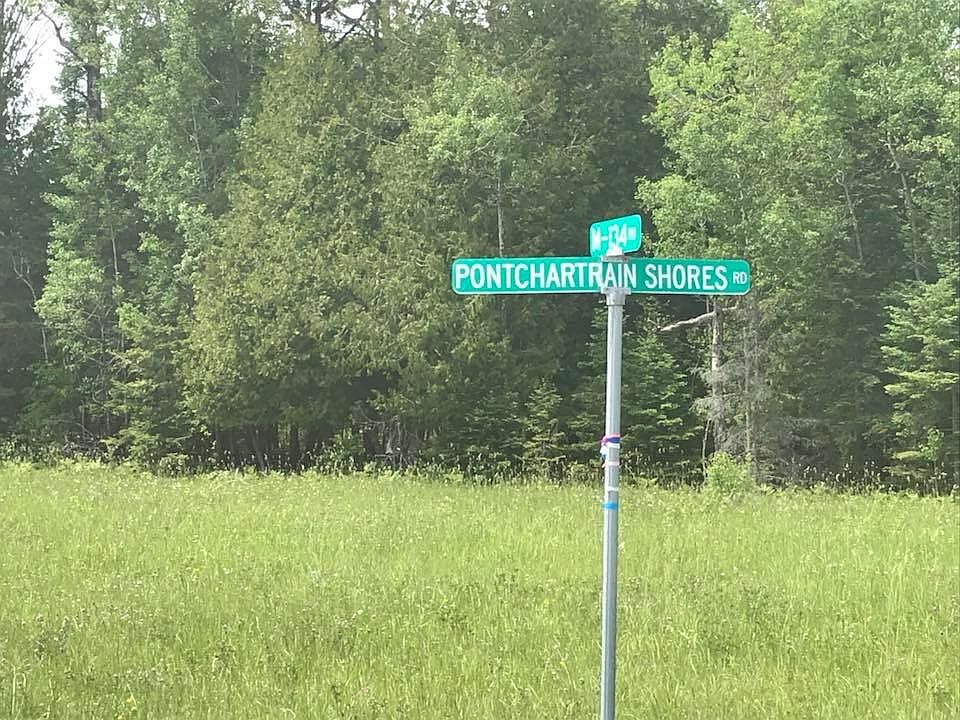 M-134
PONTCHARTRAIN SHORES RD